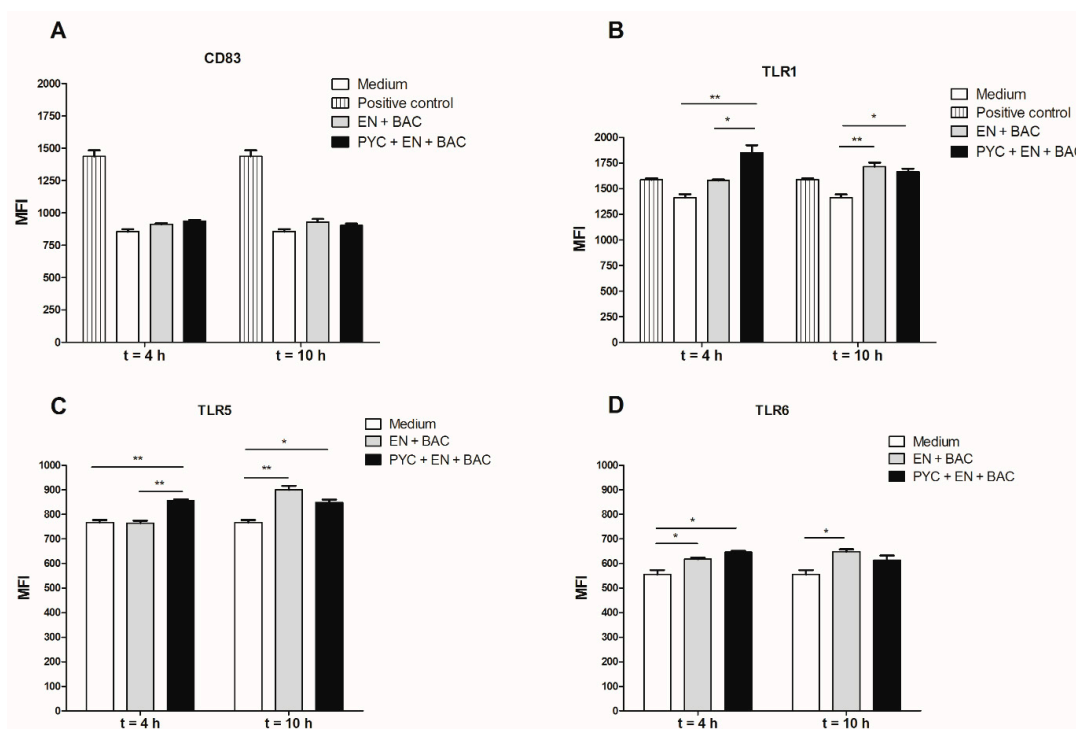 A
CD83
Medium
Positive control
EN + BAC
PYC + EN + BAC
MFI
2000
1750
1500
1250
1000
750
500
250
0
t = 4 h
t = 10 h
B
TLR1
Medium
Positive control
EN + BAC
PYC + EN + BAC
**
*
*
**
MFI
2000
1750
1500
1250
1000
750
500
250
0
t = 4 h
t = 10 h
C
TLR5
Medium
EN + BAC
PYC + EN + BAC
**
**
*
**
MFI
1000
900
800
700
600
500
400
300
200
100
0
t = 4 h
t = 10 h
D
TLR6
Medium
EN + BAC
PYC + EN + BAC
*
*
*
MFI
1000
900
800
700
600
500
400
300
200
100
0
t = 4 h
t = 10 h